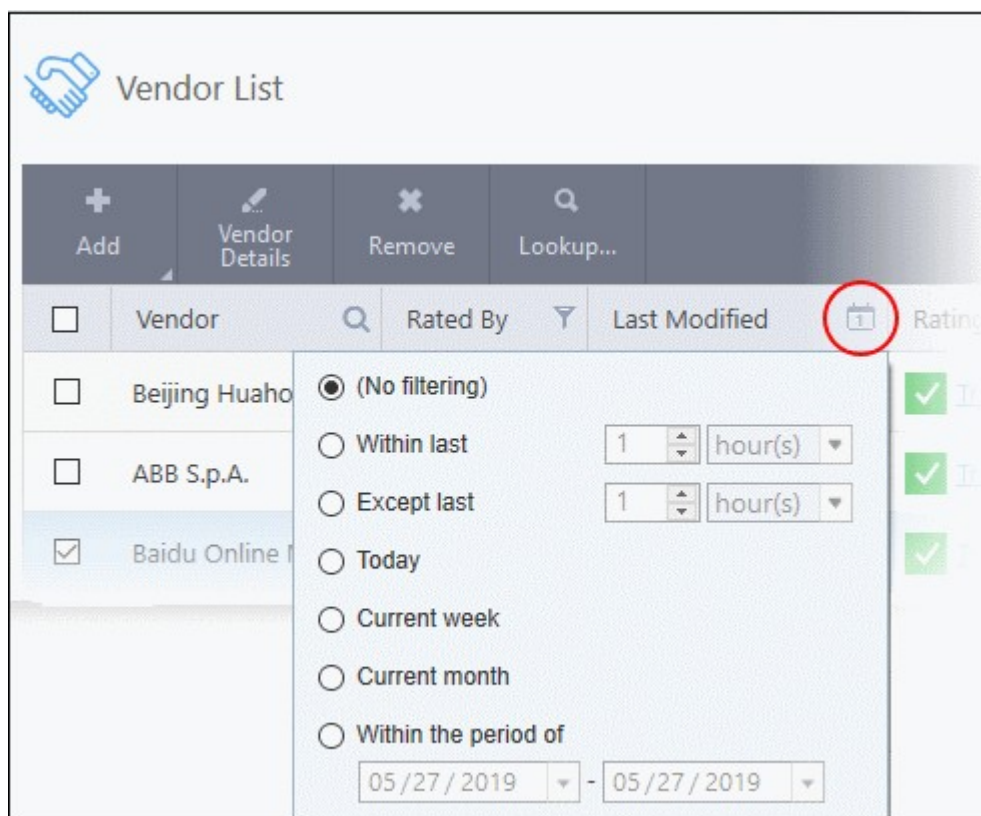 Vendor List
Add
Vendor Details
Remove
Lookup...
Vendor
Rated By
Last Modified
1
Rating
Beijing Huaho
(No filtering)
Within last 1 hour(s)
ABB S.p.A.
Except last 1 hour(s)
Baidu Online
Today
Current week
Current month
Within the period of
05/27/2019 - 05/27/2019